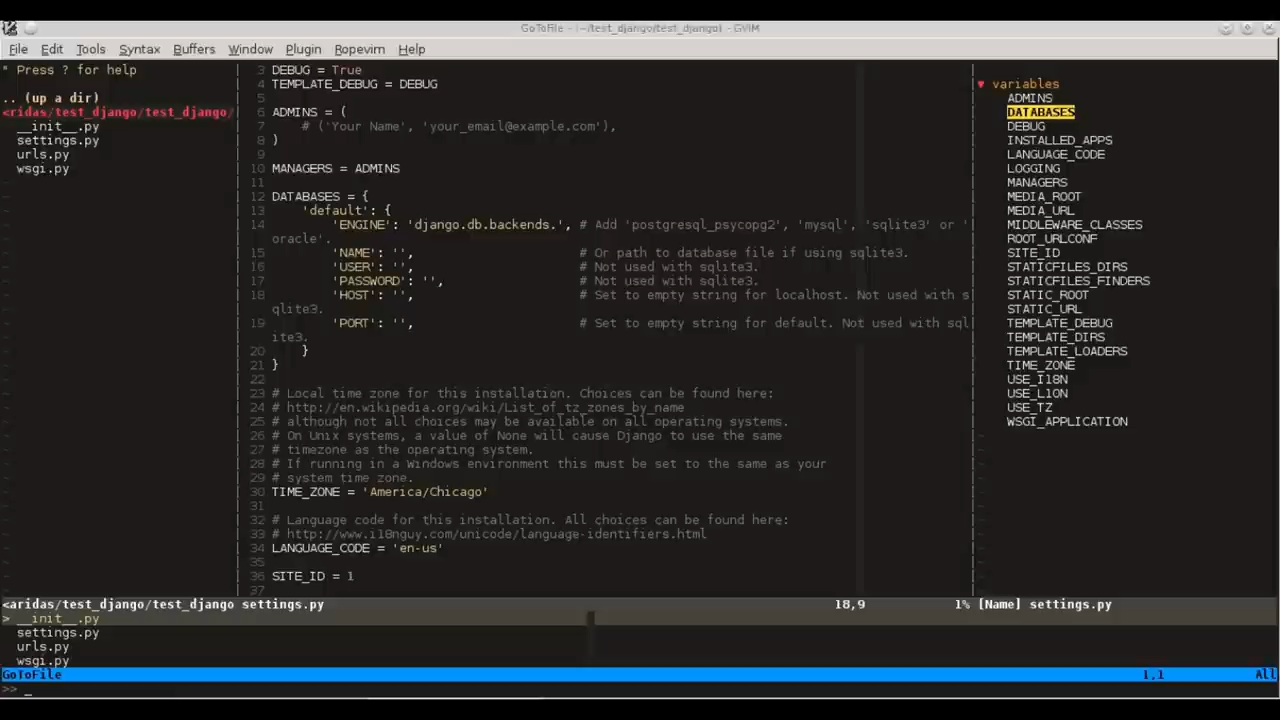 GoToFile - (~/test_django/test_django) - GVIM
File Edit Tools Syntax Buffers Window Plugin Ropevim Help
" Press ? for help
.. (up a dir)
<ridas/test_django/test_django/
__init__.py
settings.py
urls.py
wsgi.py
3 DEBUG = True
4 TEMPLATE_DEBUG = DEBUG
5
6 ADMINS = (
7 # ('Your Name', 'your_email@example.com'),
8 )
9
10 MANAGERS = ADMINS
11
12 DATABASES = {
13 'default': {
14 'ENGINE': 'django.db.backends.', # Add 'postgresql_psycopg2', 'mysql', 'sqlite3' or '
oracle'.
15 'NAME': '', # Or path to database file if using sqlite3.
16 'USER': '', # Not used with sqlite3.
17 'PASSWORD': '', # Not used with sqlite3.
18 'HOST': '', # Set to empty string for localhost. Not used with s
qlite3.
19 'PORT': '', # Set to empty string for default. Not used with sql
ite3.
20 }
21 }
22
23 # Local time zone for this installation. Choices can be found here:
24 # http://en.wikipedia.org/wiki/List_of_tz_zones_by_name
25 # although not all choices may be available on all operating systems.
26 # On Unix systems, a value of None will cause Django to use the same
27 # timezone as the operating system.
28 # If running in a Windows environment this must be set to the same as your
29 # system time zone.
30 TIME_ZONE = 'America/Chicago'
31
32 # Language code for this installation. All choices can be found here:
33 # http://www.i18nguy.com/unicode/language-identifiers.html
34 LANGUAGE_CODE = 'en-us'
35
36 SITE_ID = 1
37
▼ variables
ADMINS
DATABASES
DEBUG
INSTALLED_APPS
LANGUAGE_CODE
LOGGING
MANAGERS
MEDIA_ROOT
MEDIA_URL
MIDDLEWARE_CLASSES
ROOT_URLCONF
SITE_ID
STATICFILES_DIRS
STATICFILES_FINDERS
STATIC_ROOT
STATIC_URL
TEMPLATE_DEBUG
TEMPLATE_DIRS
TEMPLATE_LOADERS
TIME_ZONE
USE_I18N
USE_L10N
USE_TZ
WSGI_APPLICATION
<aridas/test_django/test_django settings.py 18,9 1% [Name] settings.py
> __init__.py
settings.py
urls.py
wsgi.py
GoToFile 1,1 All
>> _